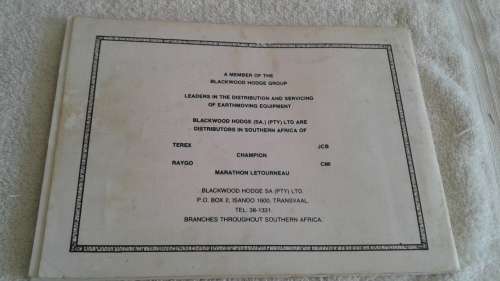 A MEMBER OF THE
BLACKWOOD HODGE GROUP
LEADERS IN THE DISTRIBUTION AND SERVICING
OF EARTHMOVING EQUIPMENT
BLACKWOOD HODGE (SA.) (PTY) LTD ARE
DISTRIBUTORS IN SOUTHERN AFRICA OF
TEREX JCB
CHAMPION
RAYGO CMI
MARATHON LETOURNEAU
BLACKWOOD HODGE SA (PTY) LTD.
P.O. BOX 2, ISANDO 1600, TRANSVAAL.
TEL: 36-1321.
BRANCHES THROUGHOUT SOUTHERN AFRICA.